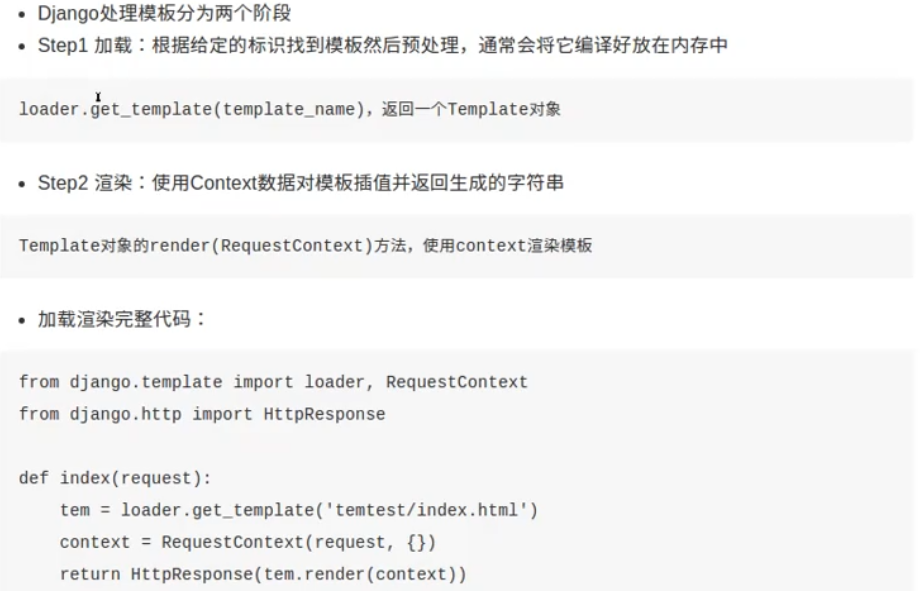 Django处理模板分为两个阶段
Step1 加载：根据给定的标识找到模板然后预处理，通常会将它编译好放在内存中
loader.get_template(template_name)，返回一个Template对象
Step2 渲染：使用Context数据对模板插值并返回生成的字符串
Template对象的render(RequestContext)方法，使用context渲染模板
加载渲染完整代码：
from django.template import loader, RequestContext
from django.http import HttpResponse
def index(request):
    tem = loader.get_template('temtest/index.html')
    context = RequestContext(request, {})
    return HttpResponse(tem.render(context))